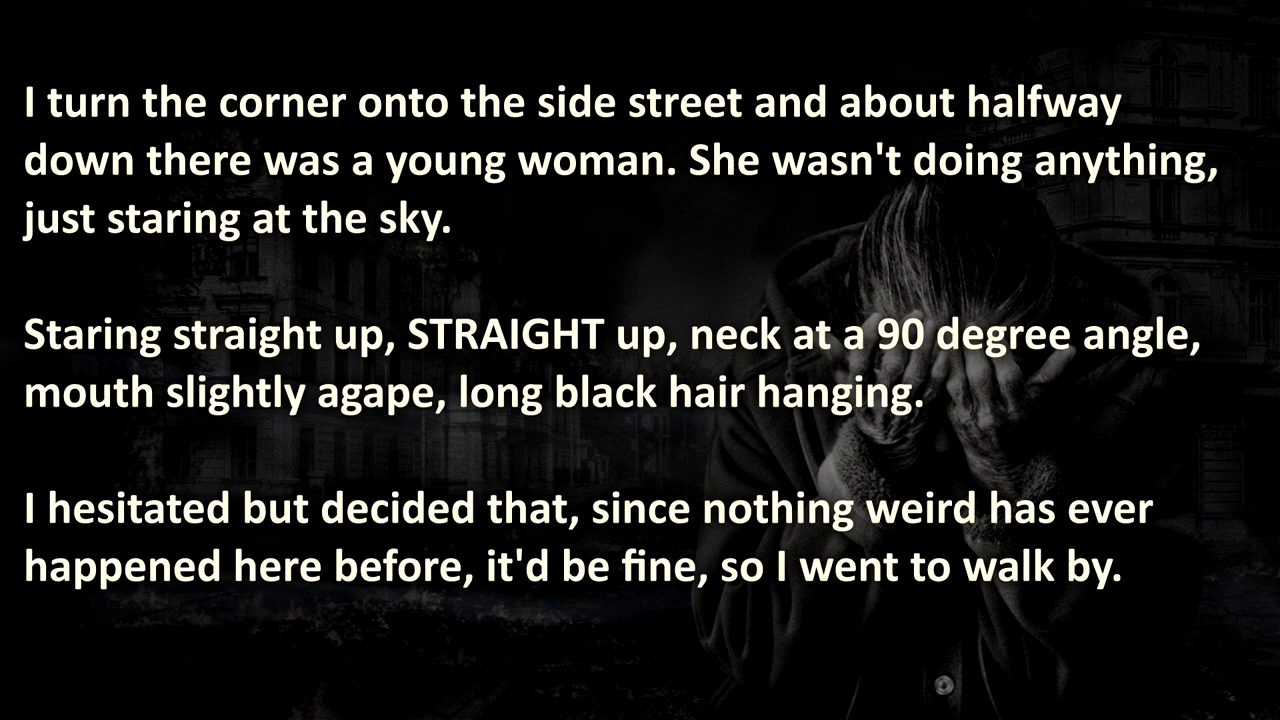 I turn the corner onto the side street and about halfway
down there was a young woman. She wasn't doing anything,
just staring at the sky.
Staring straight up, STRAIGHT up, neck at a 90 degree angle,
mouth slightly agape, long black hair hanging.
I hesitated but decided that, since nothing weird has ever
happened here before, it'd be fine, so I went to walk by.